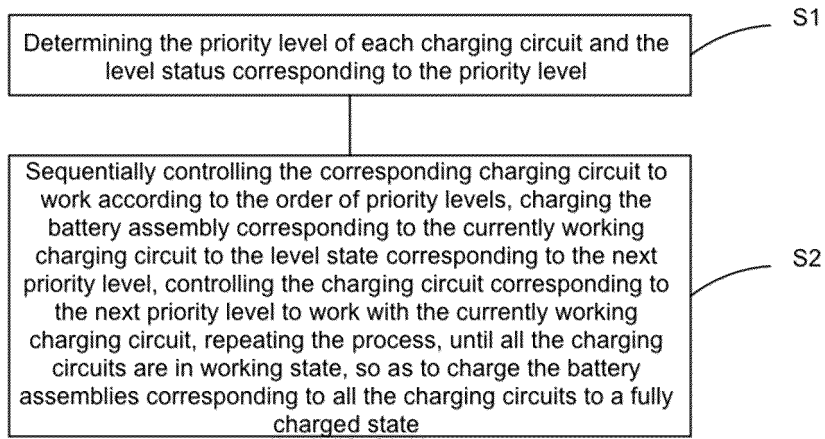 S1
Determining the priority level of each charging circuit and the
level status corresponding to the priority level
Sequentially controlling the corresponding charging circuit to
work according to the order of priority levels, charging the
battery assembly corresponding to the currently working
charging circuit to the level state corresponding to the next
priority level, controlling the charging circuit corresponding to
the next priority level to work with the currently working
charging circuit, repeating the process, until all the charging
circuits are in working state, so as to charge the battery
assemblies corresponding to all the charging circuits to a fully
charged state
S2